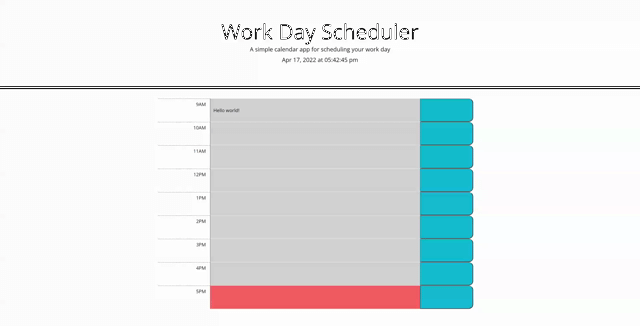 Work Day Scheduler
A simple calendar app for scheduling your work day
Apr 17, 2022 at 05:42:45 pm
9AM
Hello world!
10AM
11AM
12PM
1PM
2PM
3PM
4PM
5PM